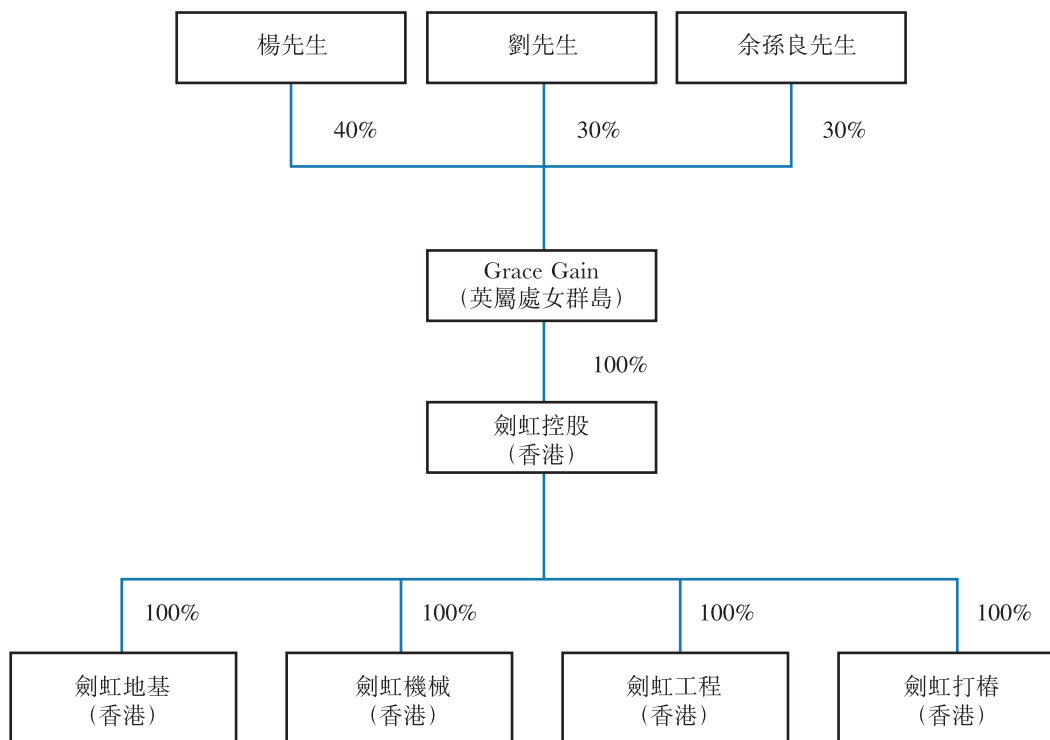 楊先生
劉先生
余孫良先生
40%
30%
30%
Grace Gain
（英屬處女群島）
100%
劍虹控股
（香港）
100%
100%
100%
100%
劍虹地基
（香港）
劍虹機械
（香港）
劍虹工程
（香港）
劍虹打樁
（香港）